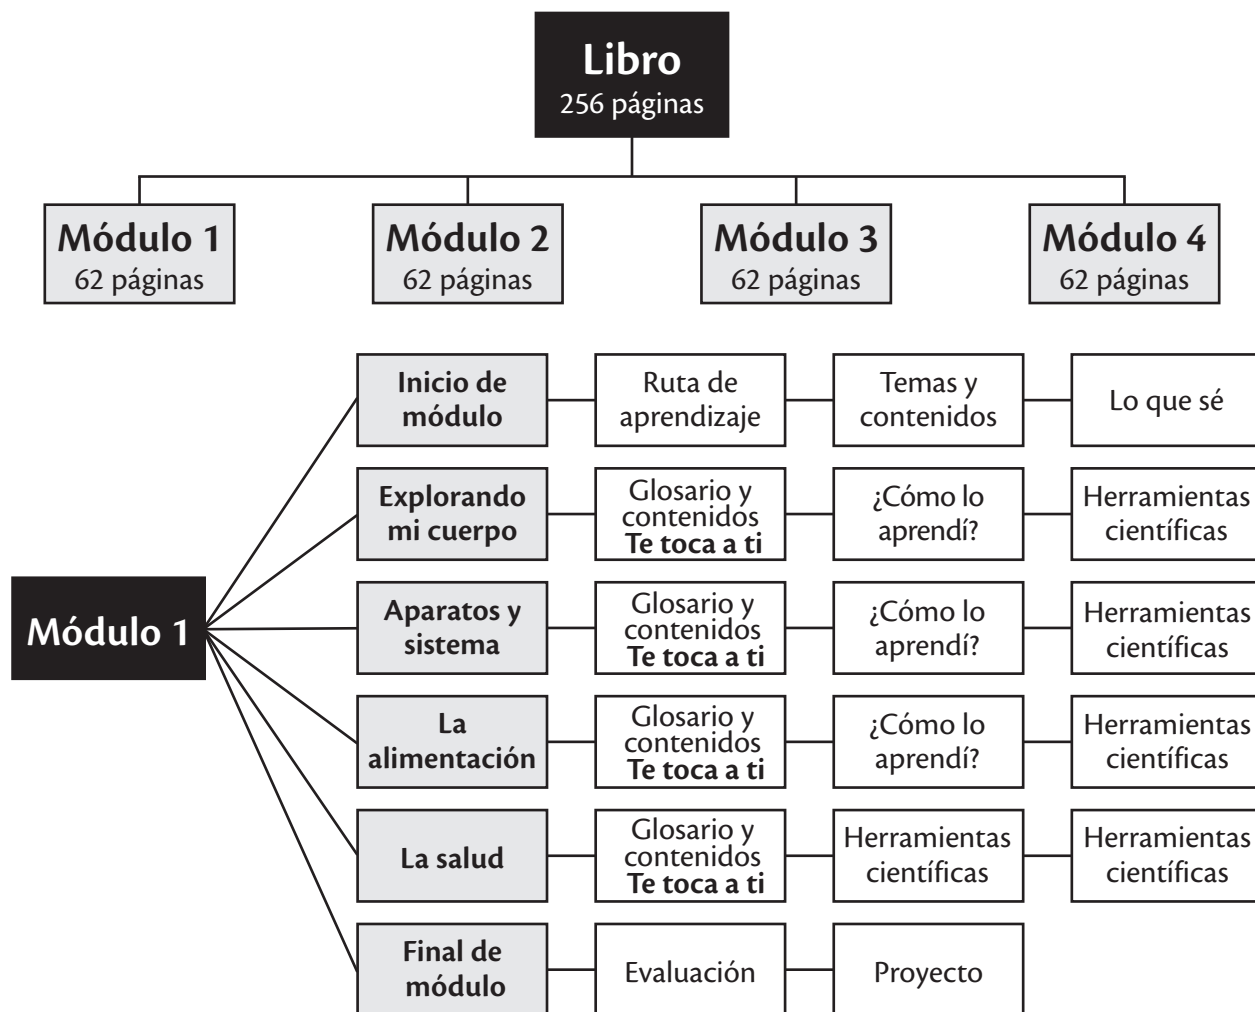 Libro
256 páginas
Módulo 1
62 páginas
Módulo 2
62 páginas
Módulo 3
62 páginas
Módulo 4
62 páginas
Módulo 1
Inicio de
módulo
Ruta de
aprendizaje
Temas y
contenidos
Lo que sé
Explorando
mi cuerpo
Glosario y
contenidos
Te toca a ti
¿Cómo lo
aprendí?
Herramientas
científicas
Aparatos y
sistema
Glosario y
contenidos
Te toca a ti
¿Cómo lo
aprendí?
Herramientas
científicas
La
alimentación
Glosario y
contenidos
Te toca a ti
¿Cómo lo
aprendí?
Herramientas
científicas
La salud
Glosario y
contenidos
Te toca a ti
Herramientas
científicas
Herramientas
científicas
Final de
módulo
Evaluación
Proyecto